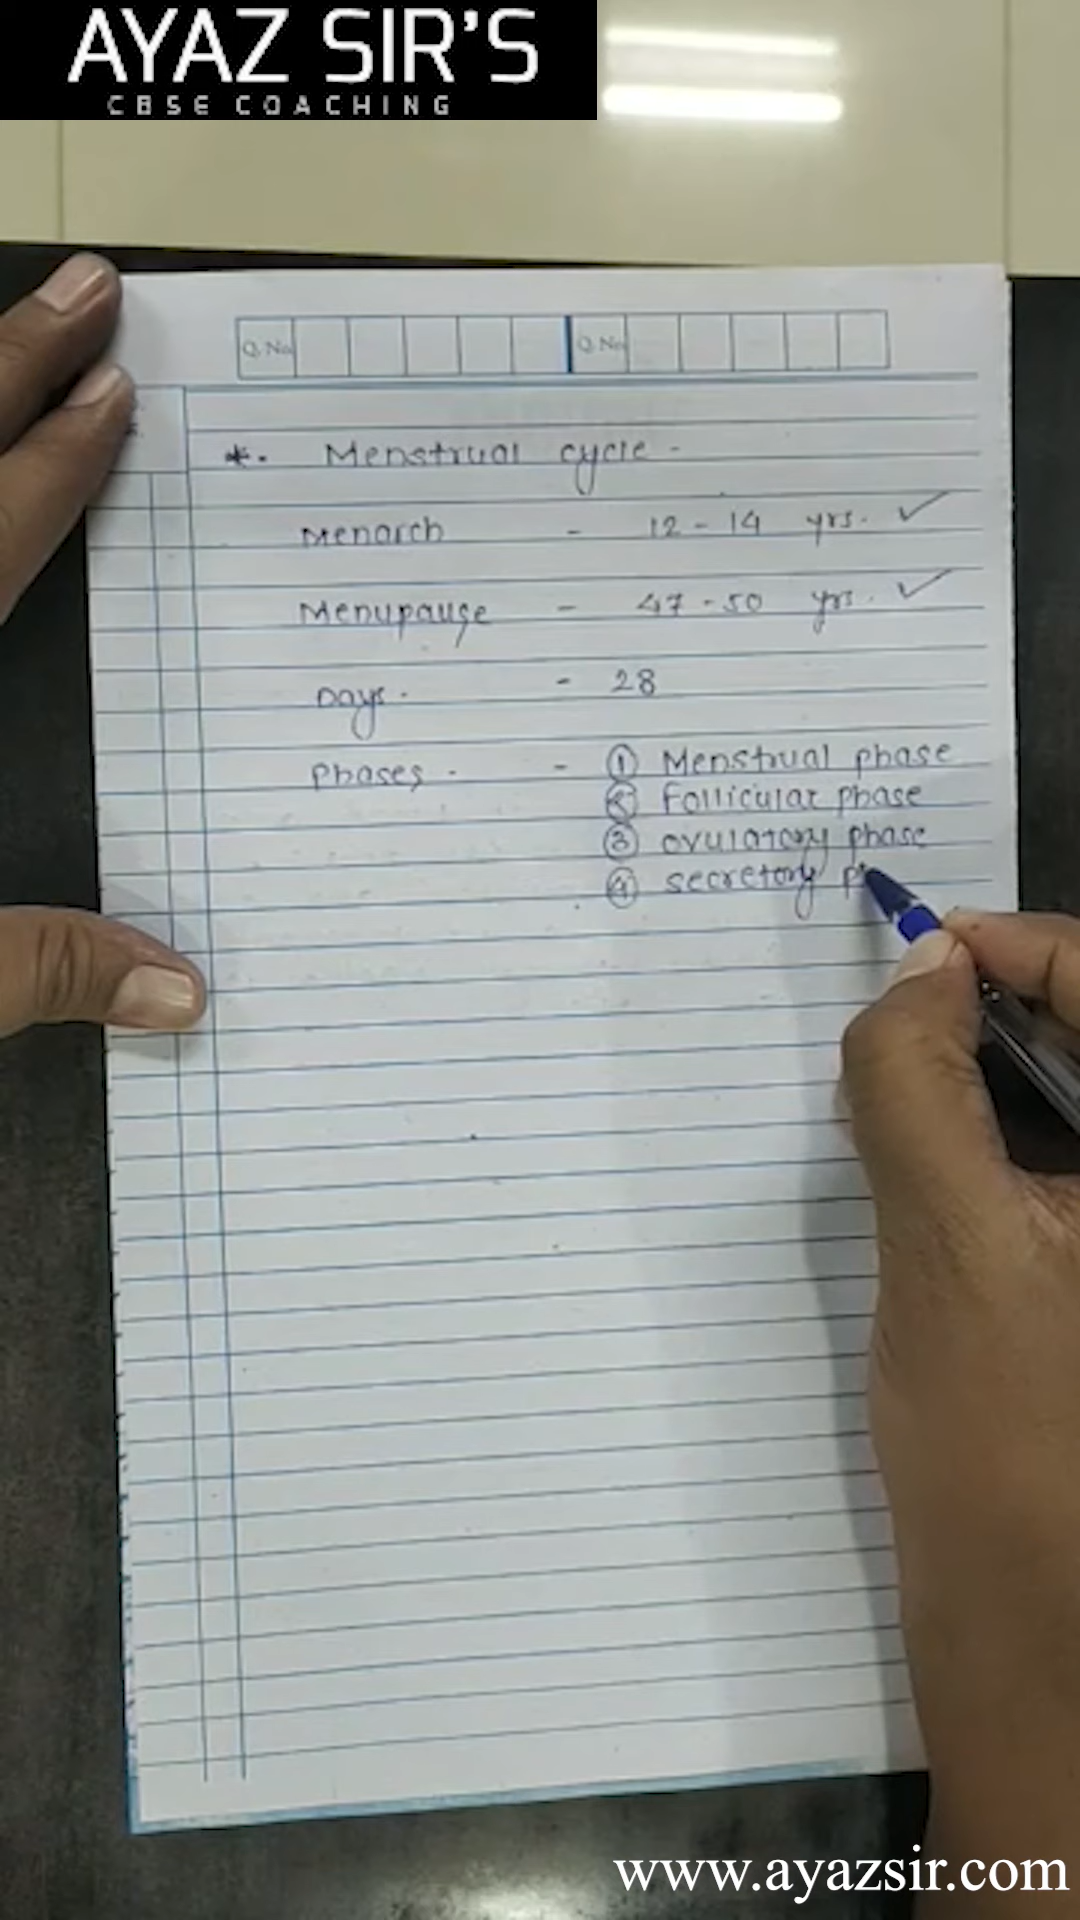 AYAZ SIR'S
CBSE COACHING
Q. No Q. No
*. Menstrual cycle -
Menarch - 12 - 14 yrs. ✓
Menupause - 47 - 50 yrs. ✓
Days. - 28
Phases - - ① Menstrual phase
② Follicular phase
③ ovulatory phase
④ secretory
www.ayazsir.com